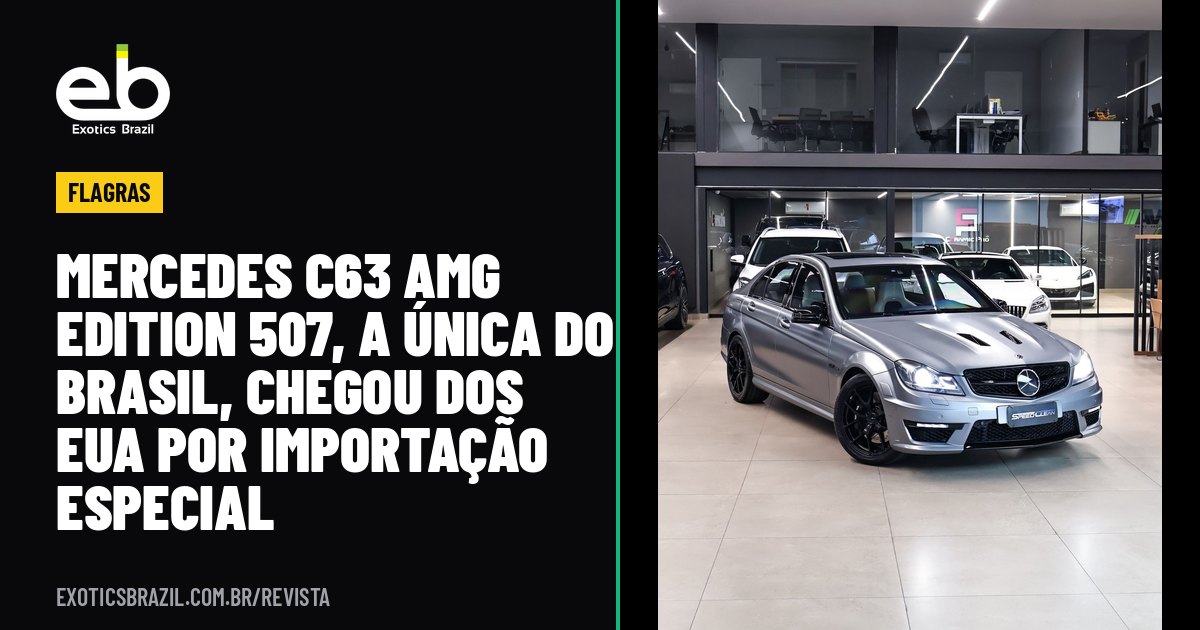 eb
Exotics Brazil
FLAGRAS
MERCEDES C63 AMG
EDITION 507, A ÚNICA DO
BRASIL, CHEGOU DOS
EUA POR IMPORTAÇÃO
ESPECIAL
EXOTICSBRAZIL.COM.BR/REVISTA
SPEEDCLEAN